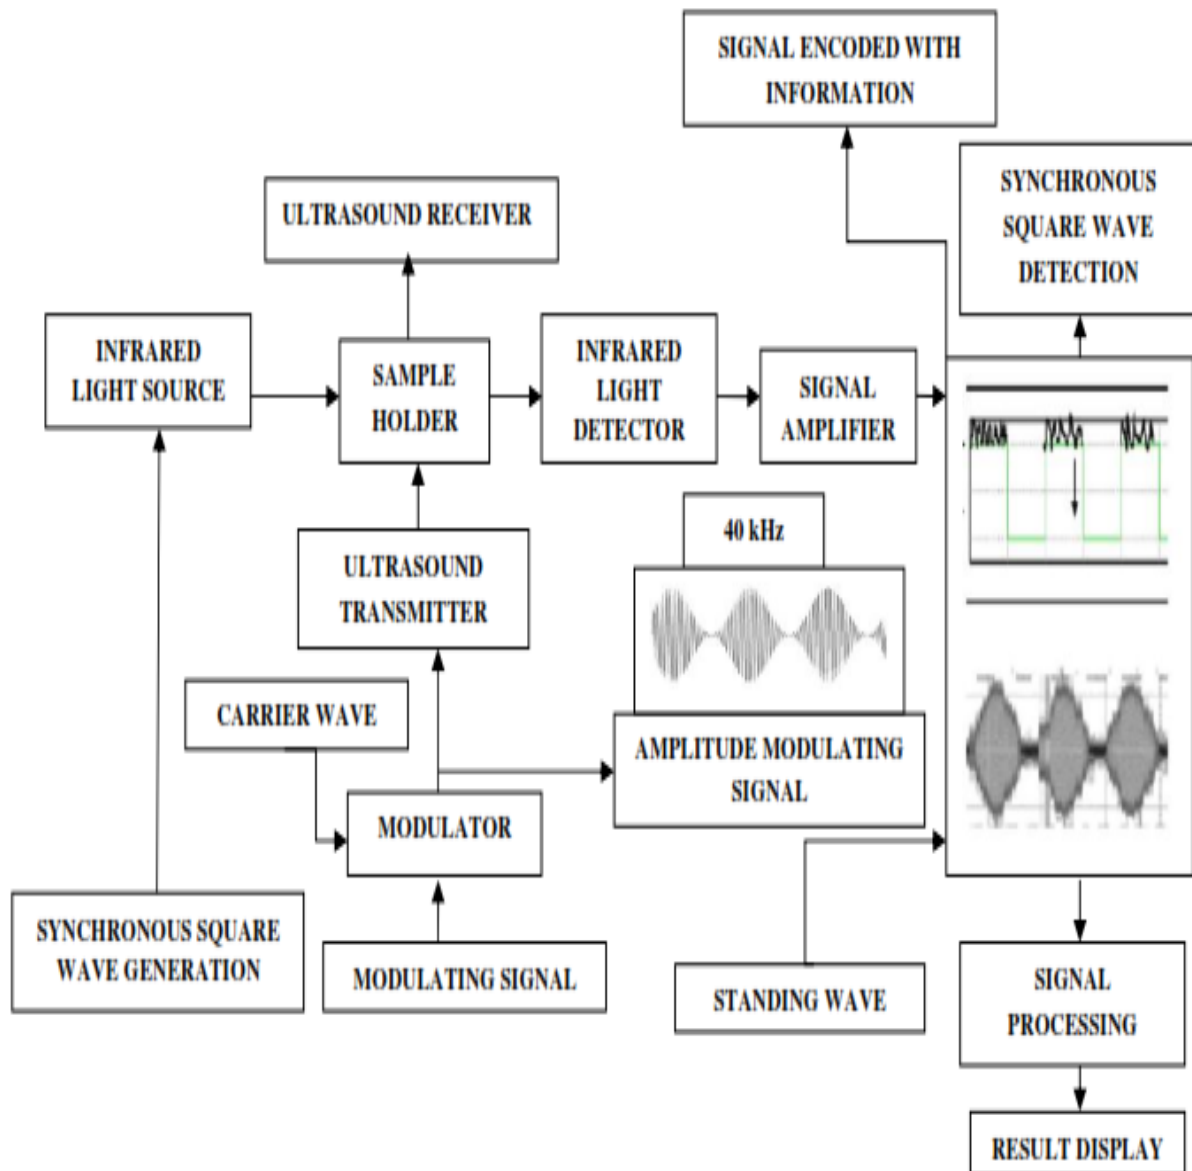 SIGNAL ENCODED WITH
INFORMATION
SYNCHRONOUS
SQUARE WAVE
DETECTION
ULTRASOUND RECEIVER
INFRARED
LIGHT SOURCE
SAMPLE
HOLDER
INFRARED
LIGHT
DETECTOR
SIGNAL
AMPLIFIER
40 kHz
ULTRASOUND
TRANSMITTER
CARRIER WAVE
AMPLITUDE MODULATING
SIGNAL
MODULATOR
SYNCHRONOUS SQUARE
WAVE GENERATION
MODULATING SIGNAL
STANDING WAVE
SIGNAL
PROCESSING
RESULT DISPLAY